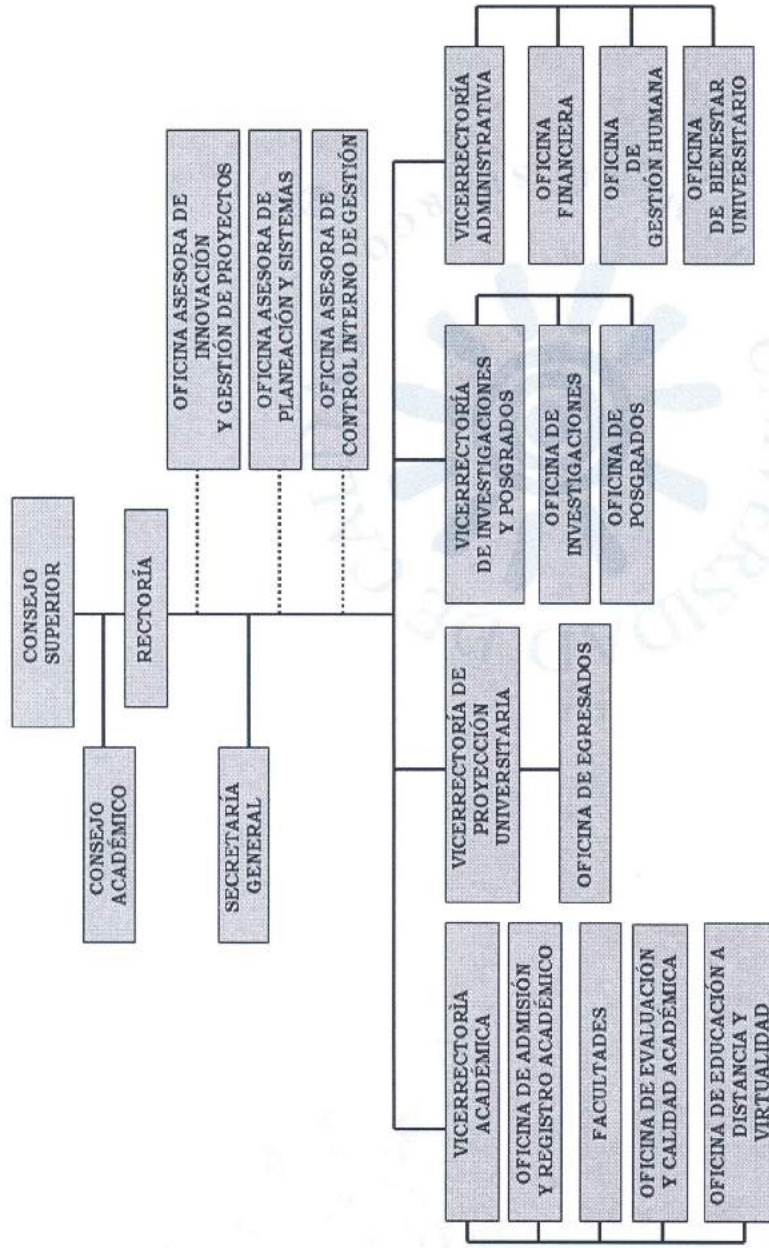 CONSEJO
SUPERIOR
CONSEJO
ACADÉMICO
RECTORÍA
SECRETARÍA
GENERAL
OFICINA ASESORA DE
INNOVACIÓN
Y GESTIÓN DE PROYECTOS
OFICINA ASESORA DE
PLANEACIÓN Y SISTEMAS
OFICINA ASESORA DE
CONTROL INTERNO DE GESTIÓN
VICERRECTORÍA
ACADÉMICA
OFICINA DE ADMISIÓN
Y REGISTRO ACADÉMICO
FACULTADES
OFICINA DE EVALUACIÓN
Y CALIDAD ACADÉMICA
OFICINA DE EDUCACIÓN A
DISTANCIA Y
VIRTUALIDAD
VICERRECTORÍA DE
PROYECCIÓN
UNIVERSITARIA
OFICINA DE EGRESADOS
VICERRECTORÍA
DE INVESTIGACIONES
Y POSGRADOS
OFICINA DE
INVESTIGACIONES
OFICINA DE
POSGRADOS
VICERRECTORÍA
ADMINISTRATIVA
OFICINA
FINANCIERA
OFICINA
DE
GESTIÓN HUMANA
OFICINA
DE BIENESTAR
UNIVERSITARIO